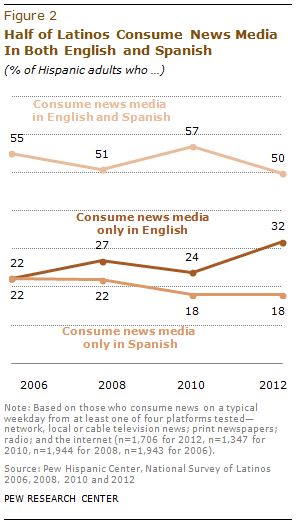 Figure 2
Half of Latinos Consume News Media
In Both English and Spanish
(% of Hispanic adults who ...)
Consume news media
in English and Spanish
55
51
57
50
Consume news media
only in English
32
22
27
24
22
22
18
18
Consume news media
only in Spanish
2006
2008
2010
2012
Note: Based on those who consume news on a typical
weekday from at least one of four platforms tested—
network, local or cable television news; print newspapers;
radio; and the internet (n=1,706 for 2012, n=1,347 for
2010, n=1,944 for 2008, n=1,943 for 2006).
Source: Pew Hispanic Center, National Survey of Latinos
2006, 2008, 2010 and 2012
PEW RESEARCH CENTER